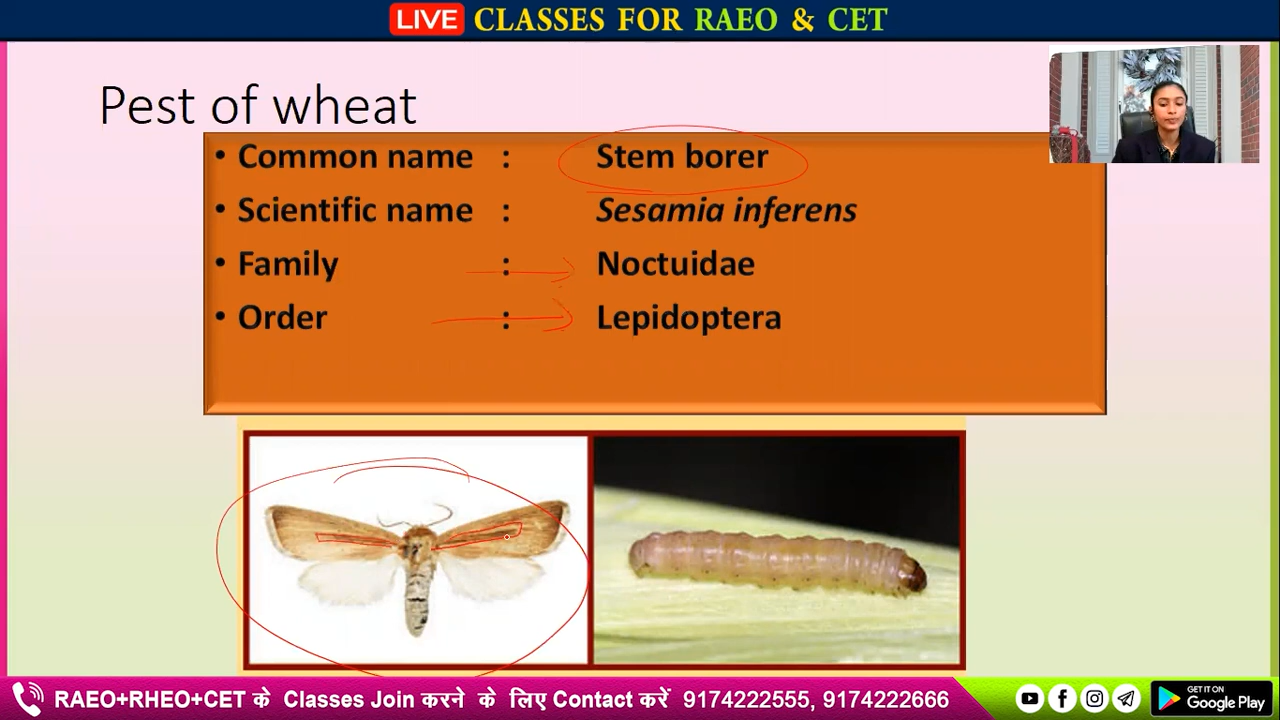 LIVE CLASSES FOR RAEO & CET
Pest of wheat
• Common name : Stem borer
• Scientific name : Sesamia inferens
• Family : Noctuidae
• Order : Lepidoptera
RAEO+RHEO+CET के Classes Join करने के लिए Contact करें 9174222555, 9174222666
GET IT ON
Google Play